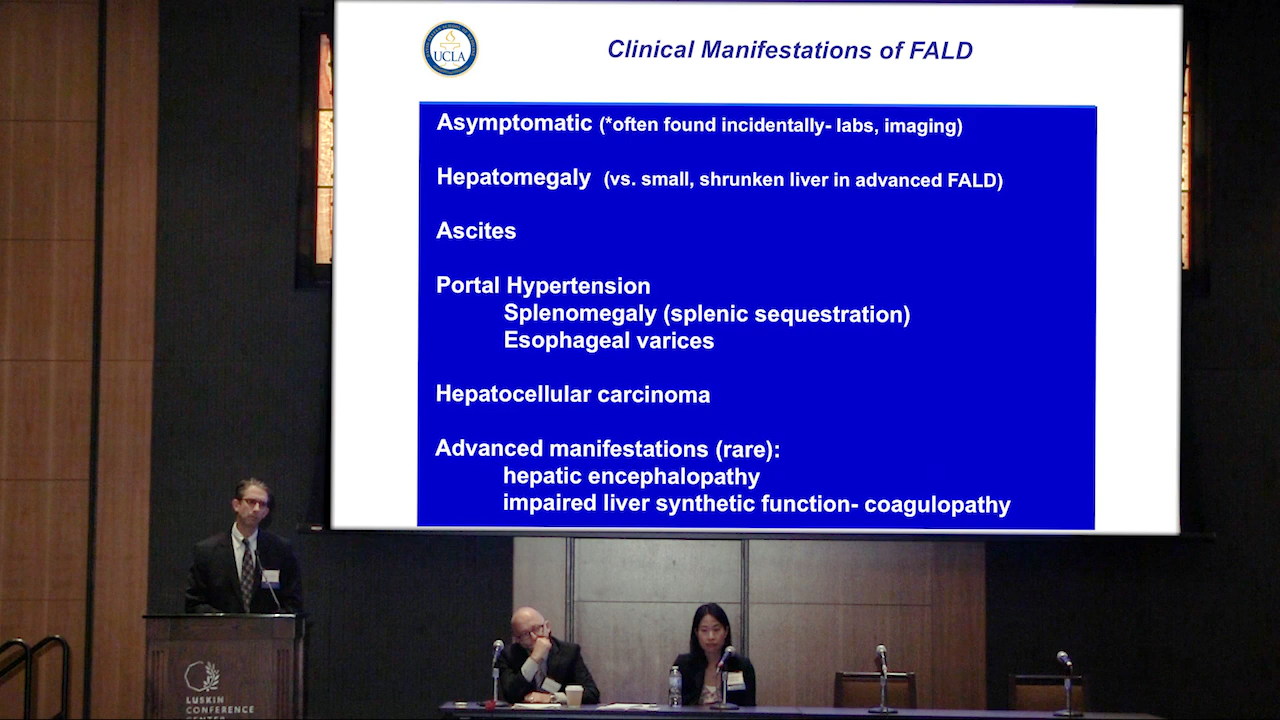 UCLA
Clinical Manifestations of FALD
Asymptomatic (*often found incidentally- labs, imaging)
Hepatomegaly (vs. small, shrunken liver in advanced FALD)
Ascites
Portal Hypertension
Splenomegaly (splenic sequestration)
Esophageal varices
Hepatocellular carcinoma
Advanced manifestations (rare):
hepatic encephalopathy
impaired liver synthetic function- coagulopathy
LUSKIN
CONFERENCE
CENTER